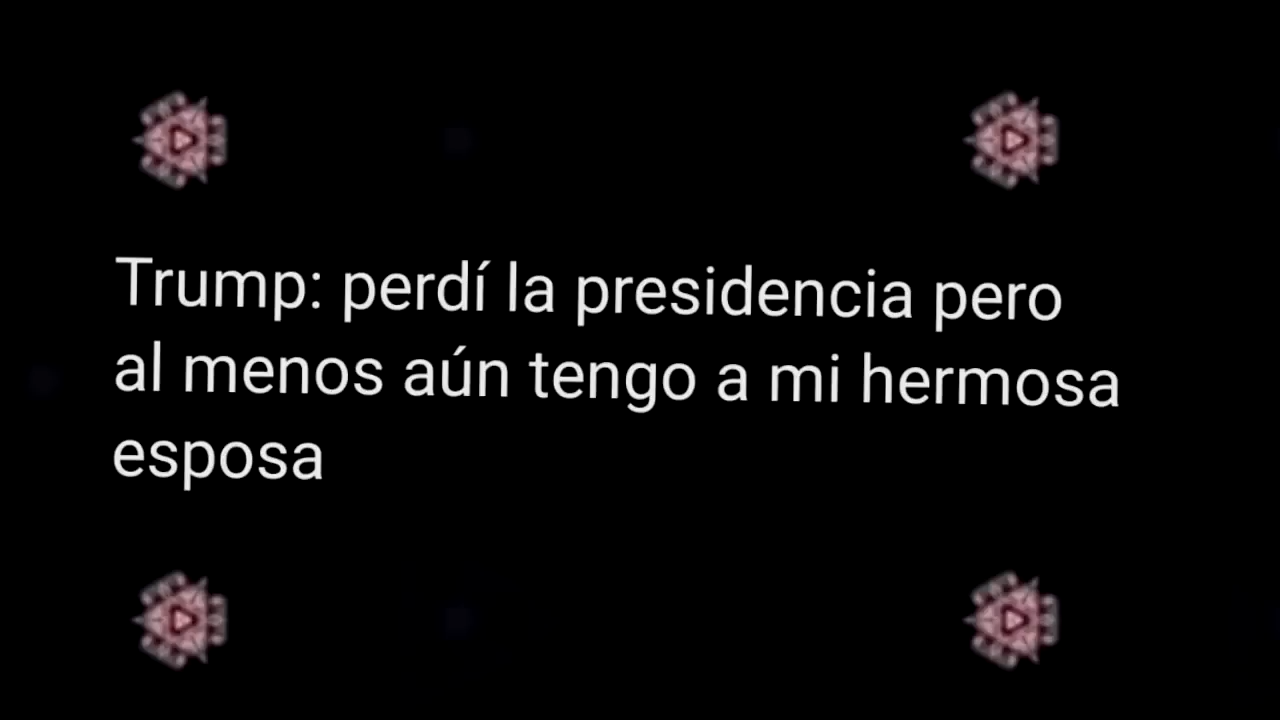 Trump: perdí la presidencia pero
al menos aún tengo a mi hermosa
esposa